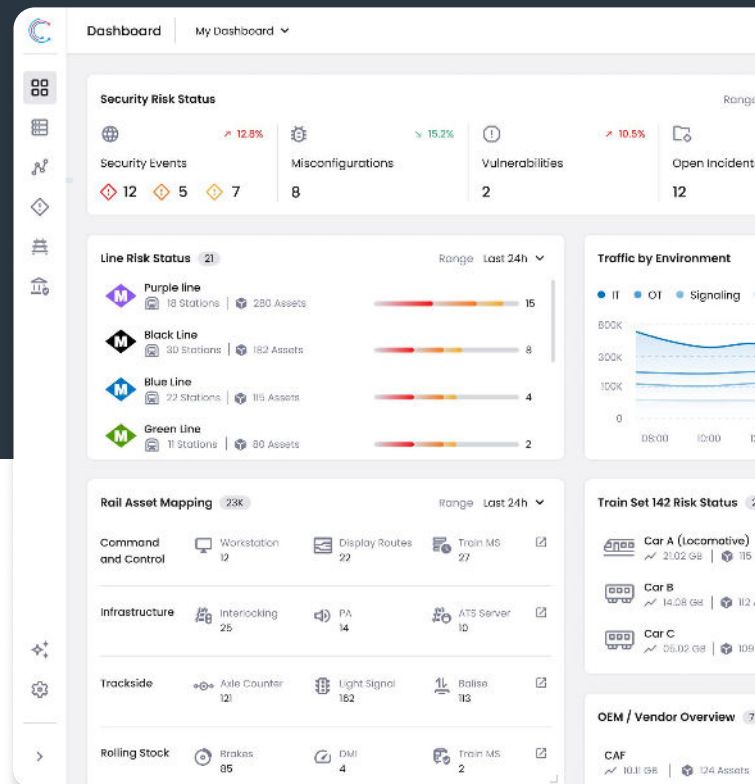 Dashboard My Dashboard
Security Risk Status Range
12.8% 15.2% 10.5%
Security Events Misconfigurations Vulnerabilities Open Incident
12 5 7 8 2 12
Line Risk Status 21 Range Last 24h
Purple line
18 Stations | 280 Assets 15
Black Line
30 Stations | 182 Assets 8
Blue Line
22 Stations | 115 Assets 4
Green Line
11 Stations | 80 Assets 2
Traffic by Environment
IT OT Signaling
800K
300K
100K
0
08:00 10:00
Rail Asset Mapping 23K Range Last 24h
Command Workstation Display Routes Train MS
and Control 12 22 27
Infrastructure Interlocking PA ATS Server
25 14 10
Trackside Axle Counter Light Signal Balise
121 182 113
Rolling Stock Brakes DMI Train MS
85 4 2
Train Set 142 Risk Status
Car A (Locomotive)
21.02 GB | 115
Car B
14.08 GB | 112
Car C
05.02 GB | 109
OEM / Vendor Overview 7
CAF
10.11 GB | 124 Assets